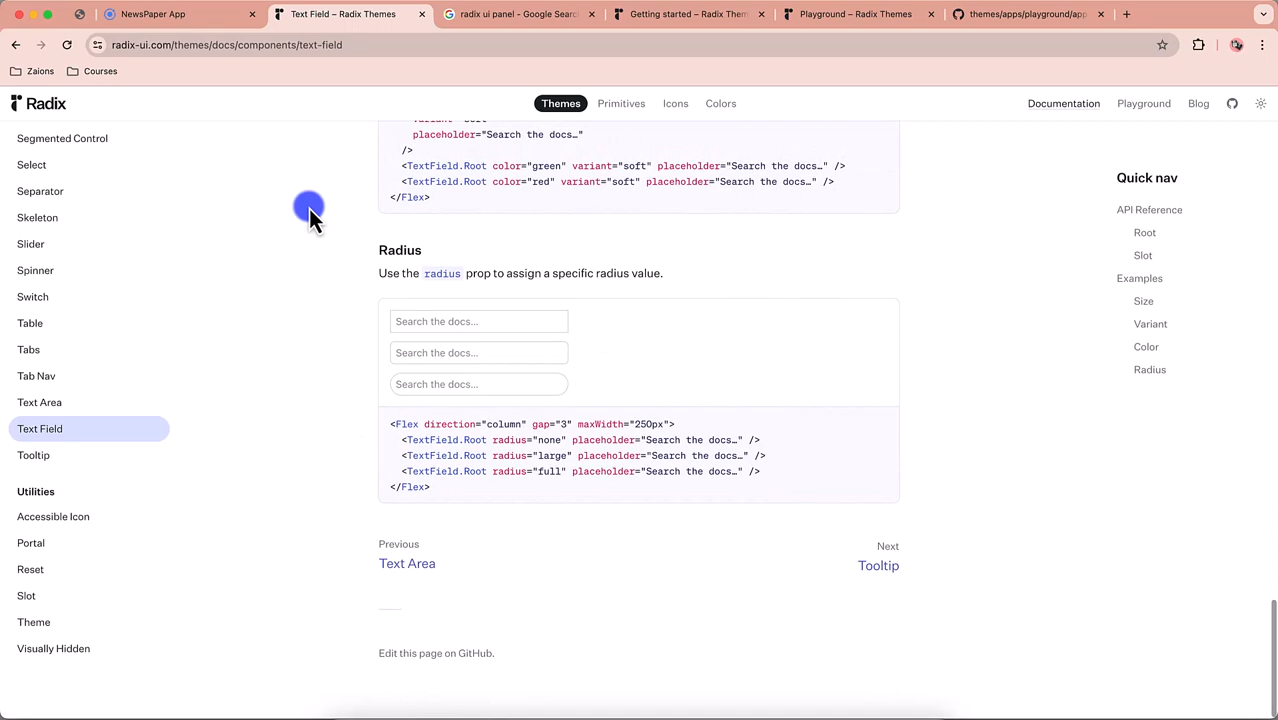 NewsPaper App
Text Field – Radix Themes
radix ui panel - Google Searc
Getting started – Radix Them
Playground – Radix Themes
themes/apps/playground/app
radix-ui.com/themes/docs/components/text-field
Zaions
Courses
Radix
Themes
Primitives
Icons
Colors
Documentation
Playground
Blog
Segmented Control
Select
Separator
Skeleton
Slider
Spinner
Switch
Table
Tabs
Tab Nav
Text Area
Text Field
Tooltip
Utilities
Accessible Icon
Portal
Reset
Slot
Theme
Visually Hidden
placeholder="Search the docs…"
/>
<TextField.Root color="green" variant="soft" placeholder="Search the docs…" />
<TextField.Root color="red" variant="soft" placeholder="Search the docs…" />
</Flex>
Radius
Use the radius prop to assign a specific radius value.
Search the docs…
Search the docs…
Search the docs…
<Flex direction="column" gap="3" maxWidth="250px">
<TextField.Root radius="none" placeholder="Search the docs…" />
<TextField.Root radius="large" placeholder="Search the docs…" />
<TextField.Root radius="full" placeholder="Search the docs…" />
</Flex>
Previous
Text Area
Next
Tooltip
Edit this page on GitHub.
Quick nav
API Reference
Root
Slot
Examples
Size
Variant
Color
Radius